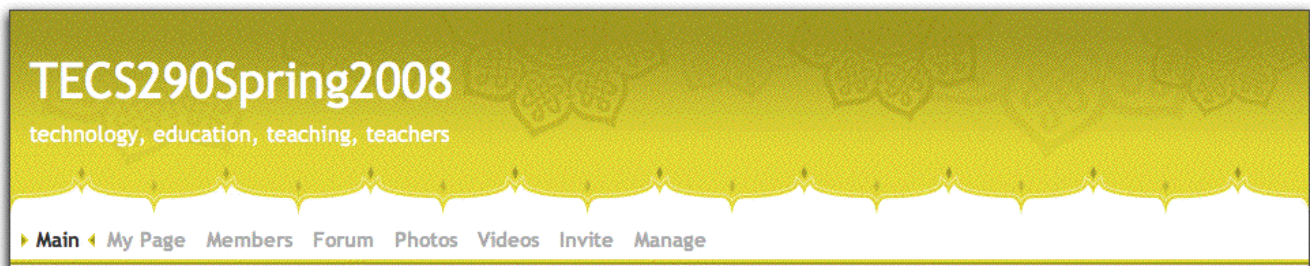 TECS290Spring2008
technology, education, teaching, teachers
Main My Page Members Forum Photos Videos Invite Manage